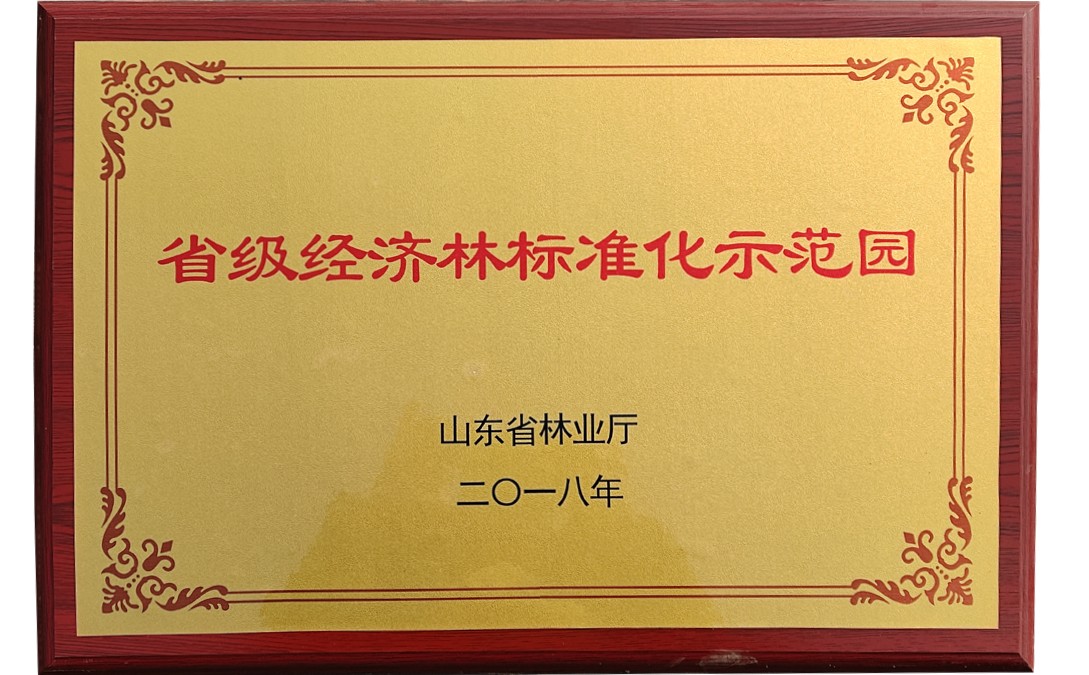 省级经济林标准化示范园
山东省林业厅
二〇一八年